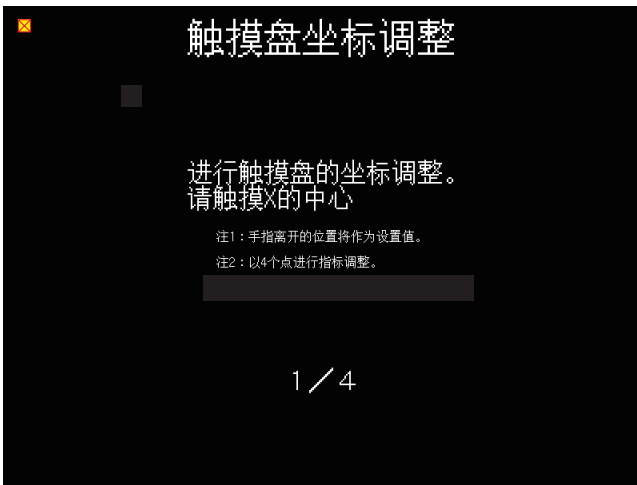 触摸盘坐标调整
进行触摸盘的坐标调整。
请触摸X的中心
注1：手指离开的位置将作为设置值。
注2：以4个点进行指标调整。
1／4